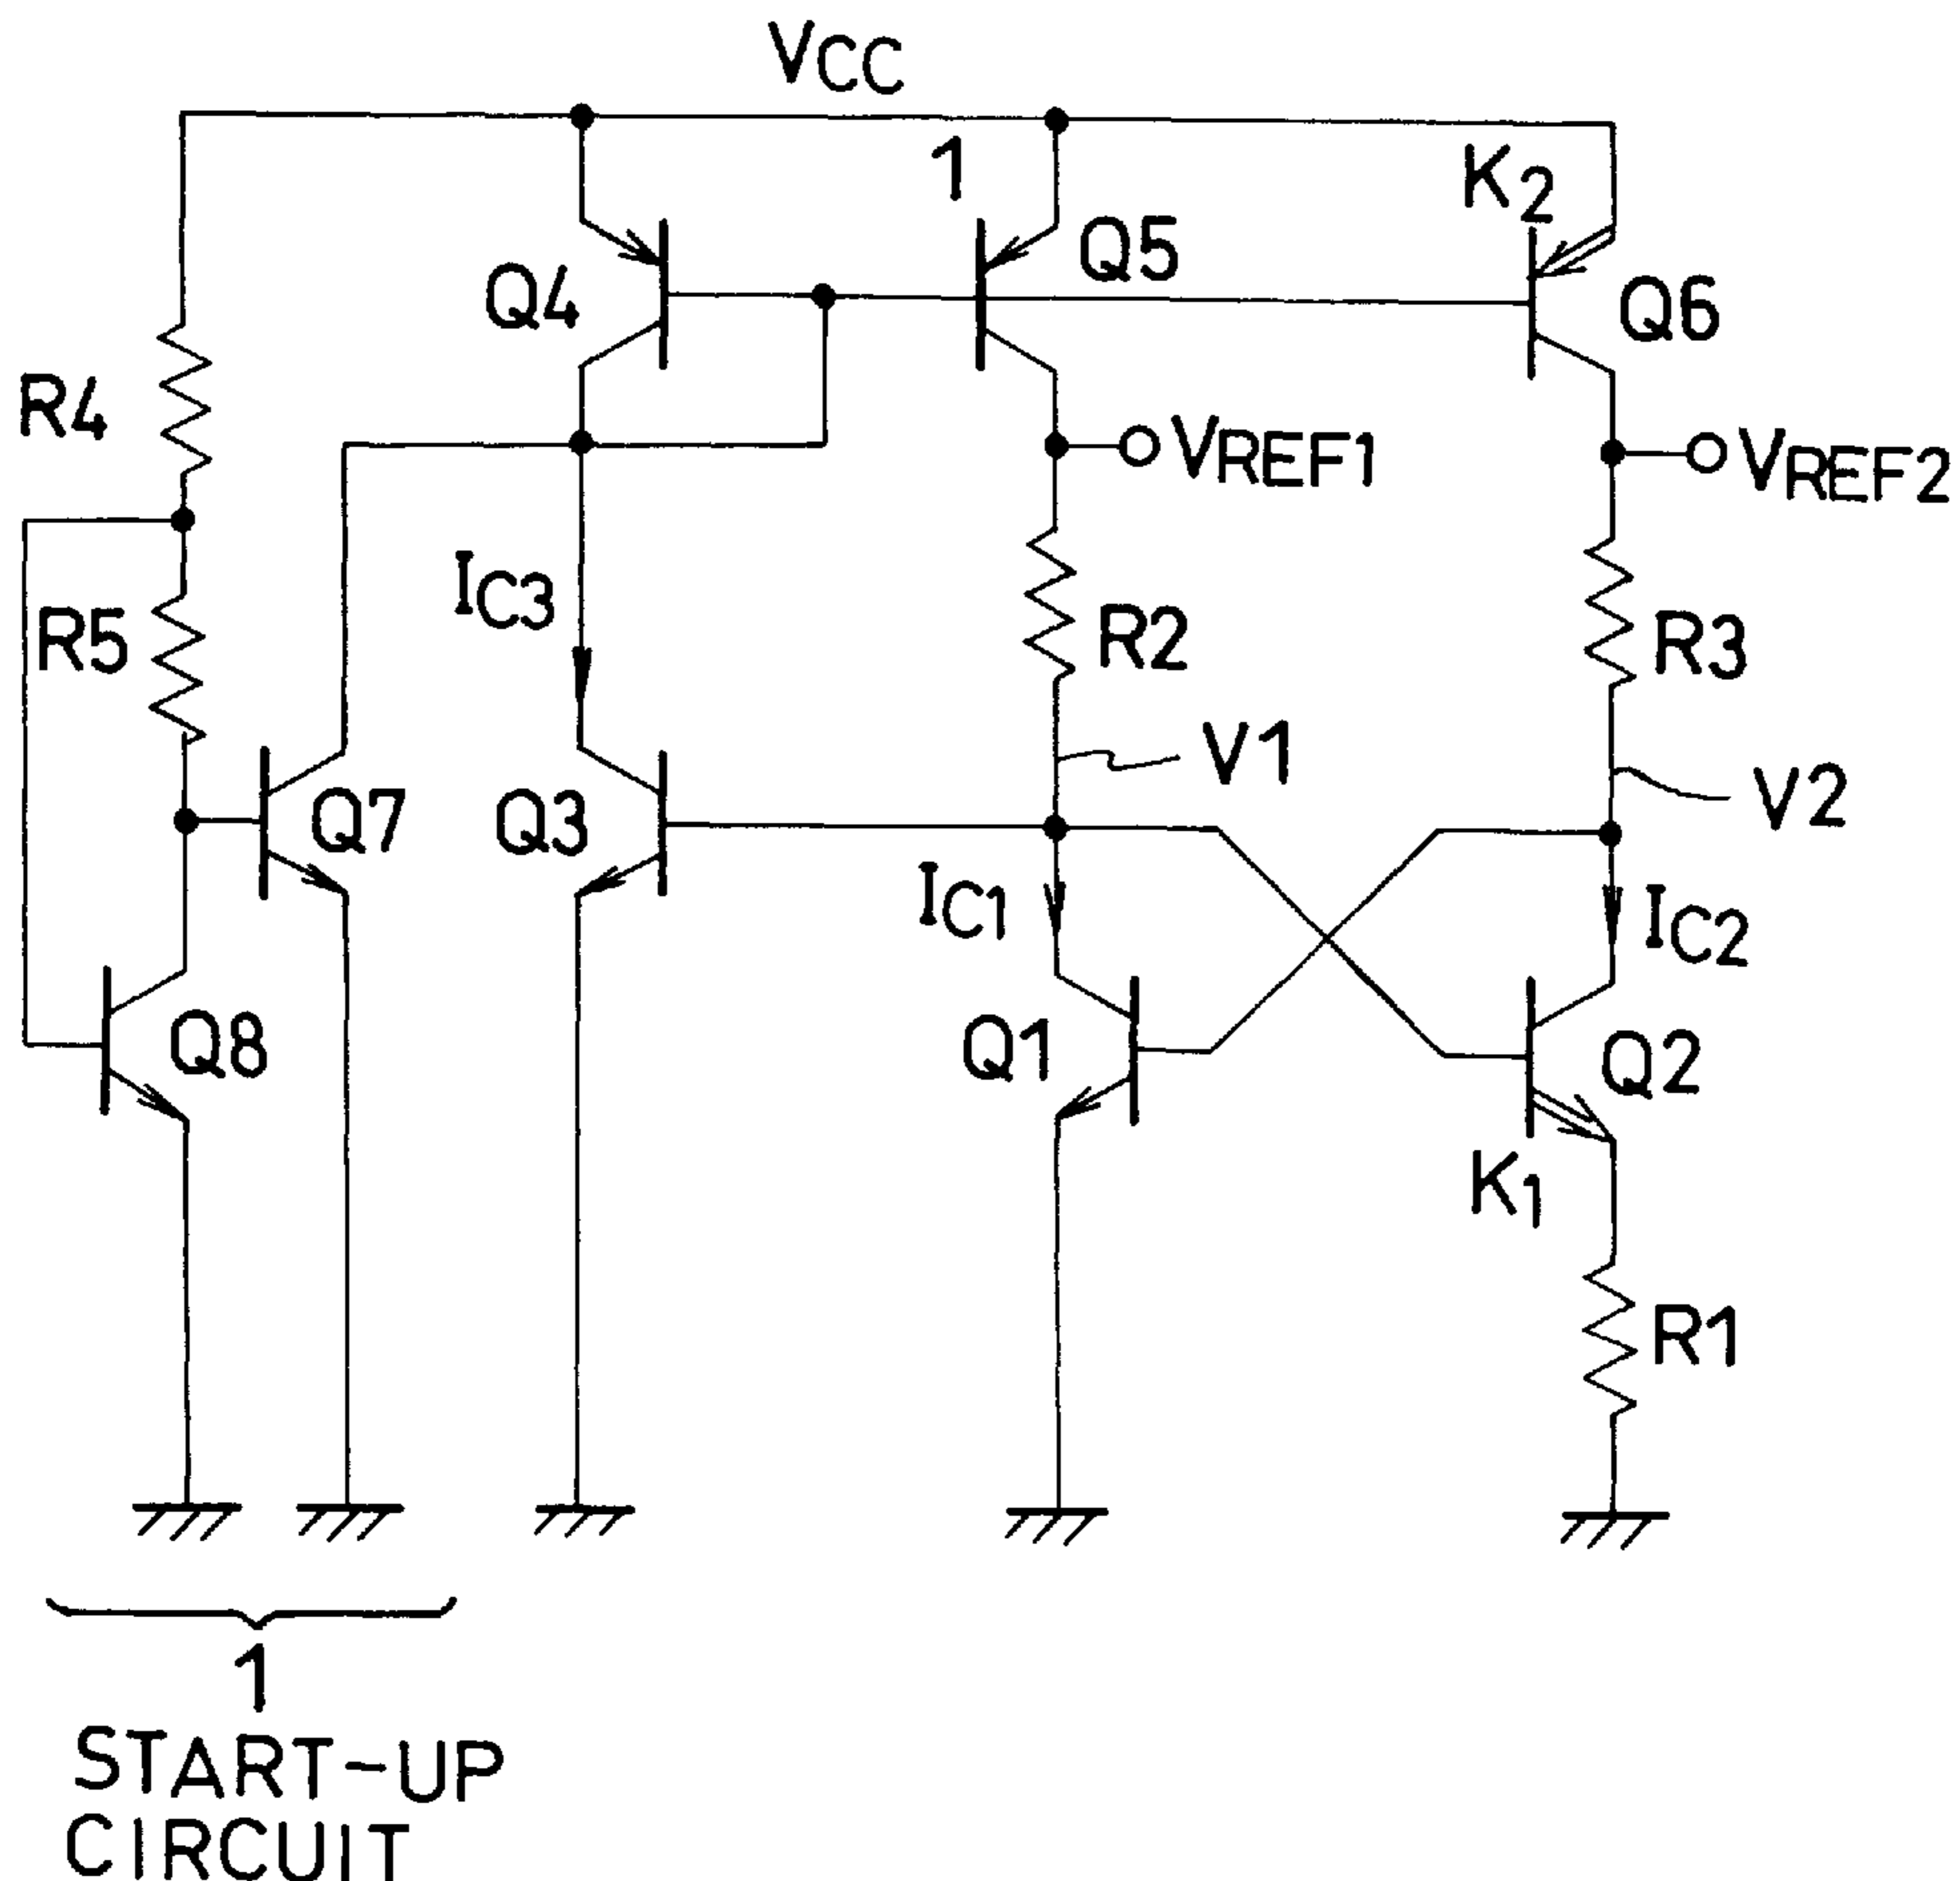 VCC
1
K2
Q4
Q5
Q6
R4
VREF1
VREF2
IC3
R5
R2
R3
V1
V2
Q7
Q3
IC1
IC2
Q8
Q1
Q2
K1
R1
1
START-UP
CIRCUIT